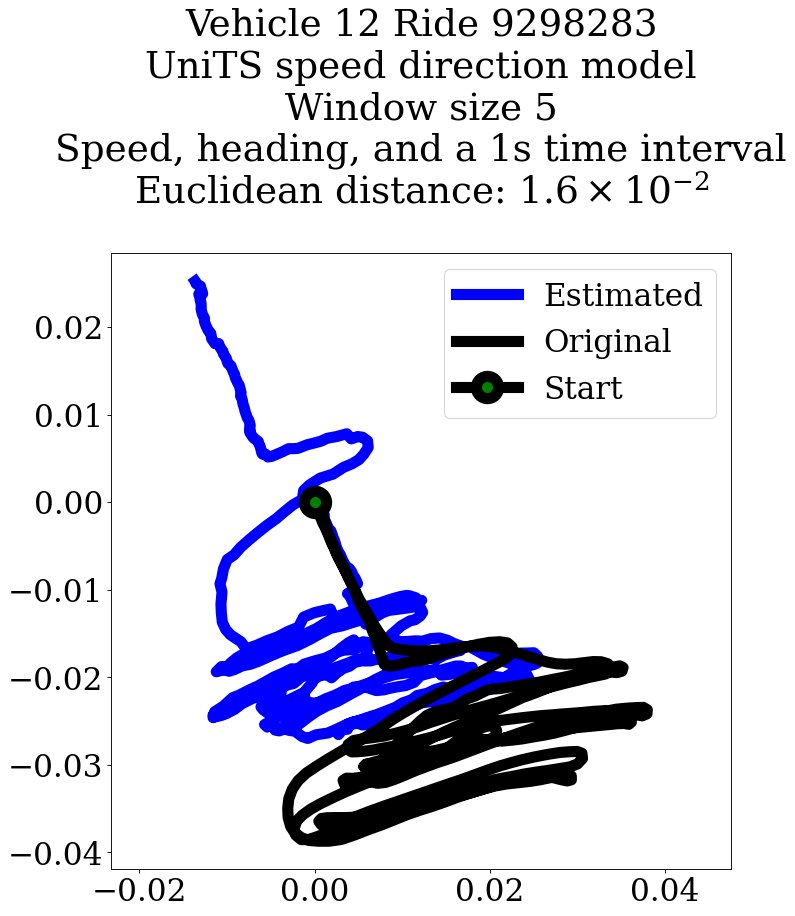 Vehicle 12 Ride 9298283
UniTS speed direction model
Window size 5
Speed, heading, and a 1s time interval
Euclidean distance: 1.6 × 10⁻²
Estimated
Original
Start
0.02
0.01
0.00
−0.01
−0.02
−0.03
−0.04
−0.02 0.00 0.02 0.04